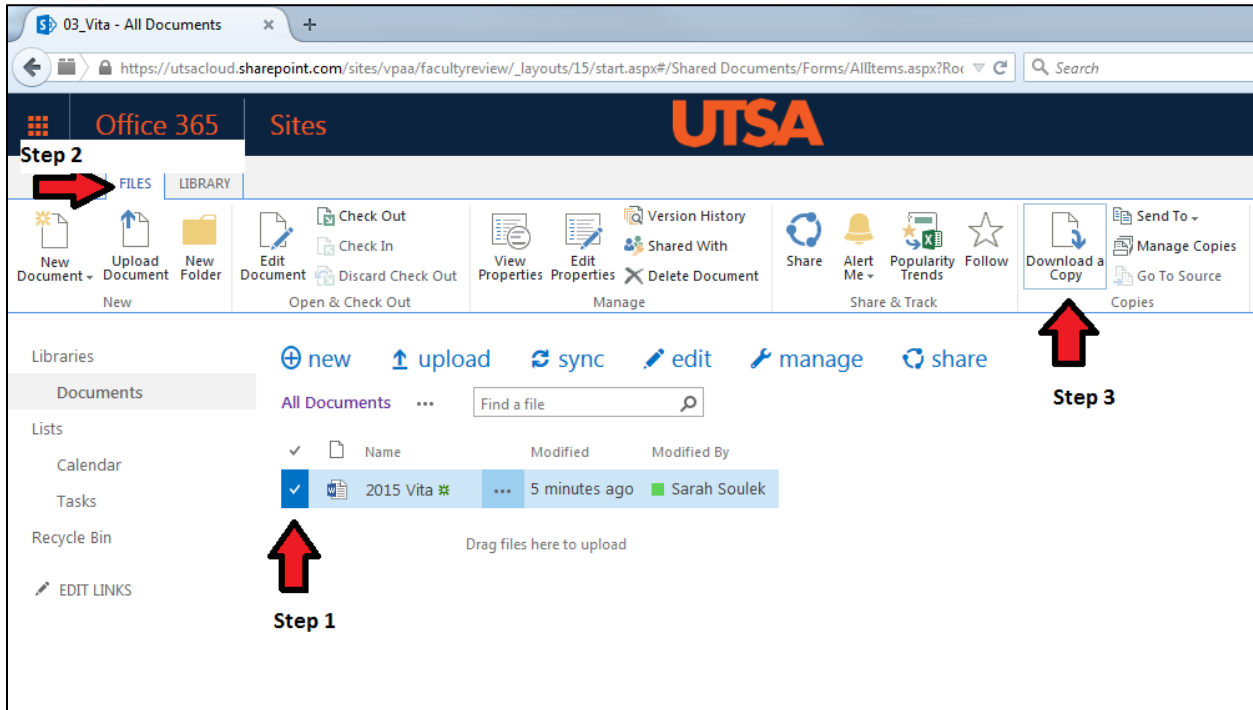 03_Vita - All Documents
https://utsacloud.sharepoint.com/sites/vpaa/facultyreview/_layouts/15/start.aspx#/Shared Documents/Forms/AllItems.aspx?Roo
Search
Office 365
Sites
UTSA
Step 2
FILES
LIBRARY
New Document
Upload Document
New Folder
New
Edit Document
Check Out
Check In
Discard Check Out
Open & Check Out
View Properties
Edit Properties
Version History
Shared With
Delete Document
Manage
Share
Alert Me
Popularity Trends
Follow
Share & Track
Download a Copy
Send To
Manage Copies
Go To Source
Copies
Step 3
Libraries
Documents
Lists
Calendar
Tasks
Recycle Bin
EDIT LINKS
new
upload
sync
edit
manage
share
All Documents ...
Find a file
Name
Modified
Modified By
2015 Vita
...
5 minutes ago
Sarah Soulek
Drag files here to upload
Step 1